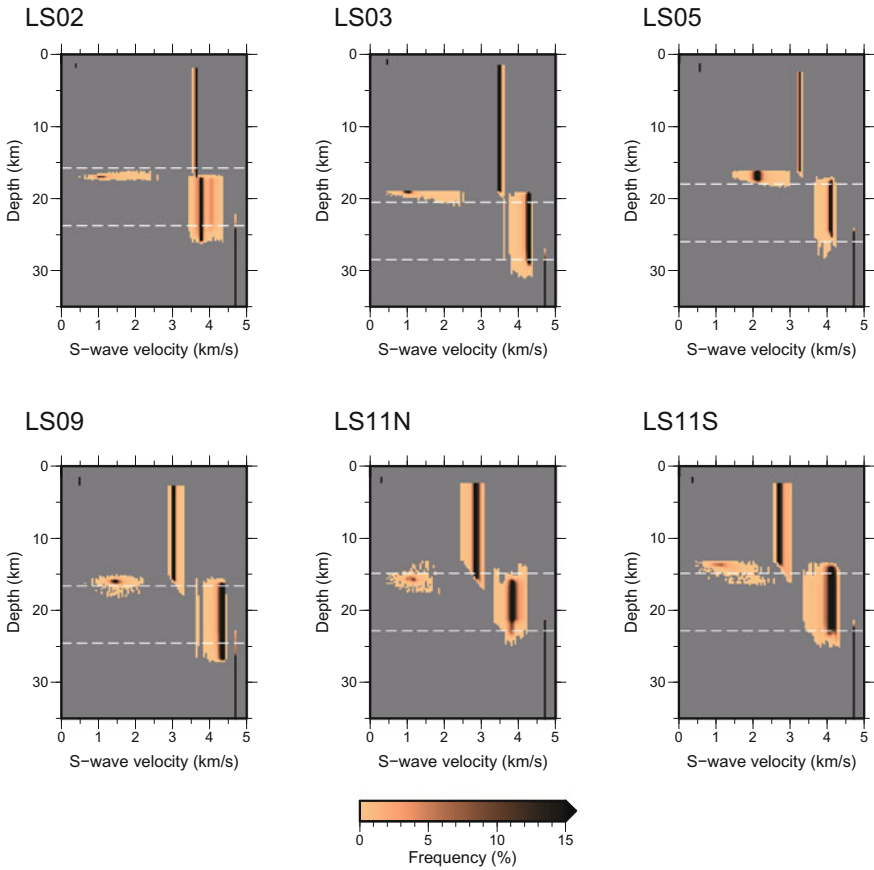 LS02
LS03
LS05
0
10
20
30
Depth (km)
0 1 2 3 4 5
S−wave velocity (km/s)
0
10
20
30
Depth (km)
0 1 2 3 4 5
S−wave velocity (km/s)
0
10
20
30
Depth (km)
0 1 2 3 4 5
S−wave velocity (km/s)
LS09
LS11N
LS11S
0
10
20
30
Depth (km)
0 1 2 3 4 5
S−wave velocity (km/s)
0
10
20
30
Depth (km)
0 1 2 3 4 5
S−wave velocity (km/s)
0
10
20
30
Depth (km)
0 1 2 3 4 5
S−wave velocity (km/s)
0 5 10 15
Frequency (%)